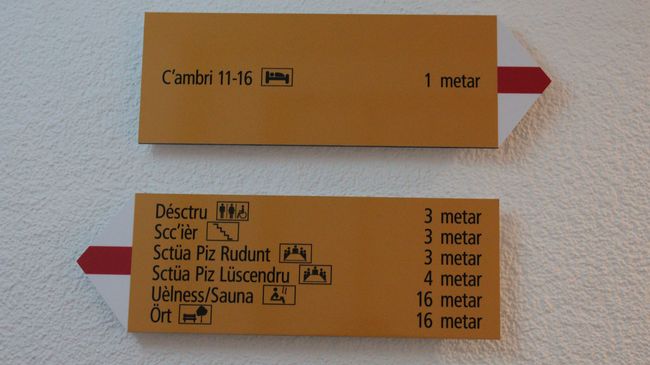 C'ambri 11-16 1 metar
Désctru 3 metar
Scc'ièr 3 metar
Sctüa Piz Rudunt 3 metar
Sctüa Piz Lüscendru 4 metar
Uèlness/Sauna 16 metar
Ört 16 metar